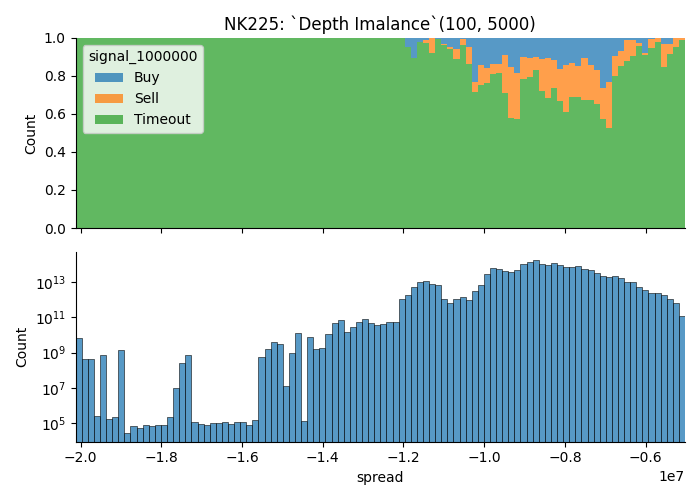 NK225: `Depth Imalance`(100, 5000)
1.0
0.8
0.6
0.4
0.2
0.0
Count
signal_1000000
Buy
Sell
Timeout
10^13
10^11
10^9
10^7
10^5
Count
−2.0 −1.8 −1.6 −1.4 −1.2 −1.0 −0.8 −0.6
1e7
spread